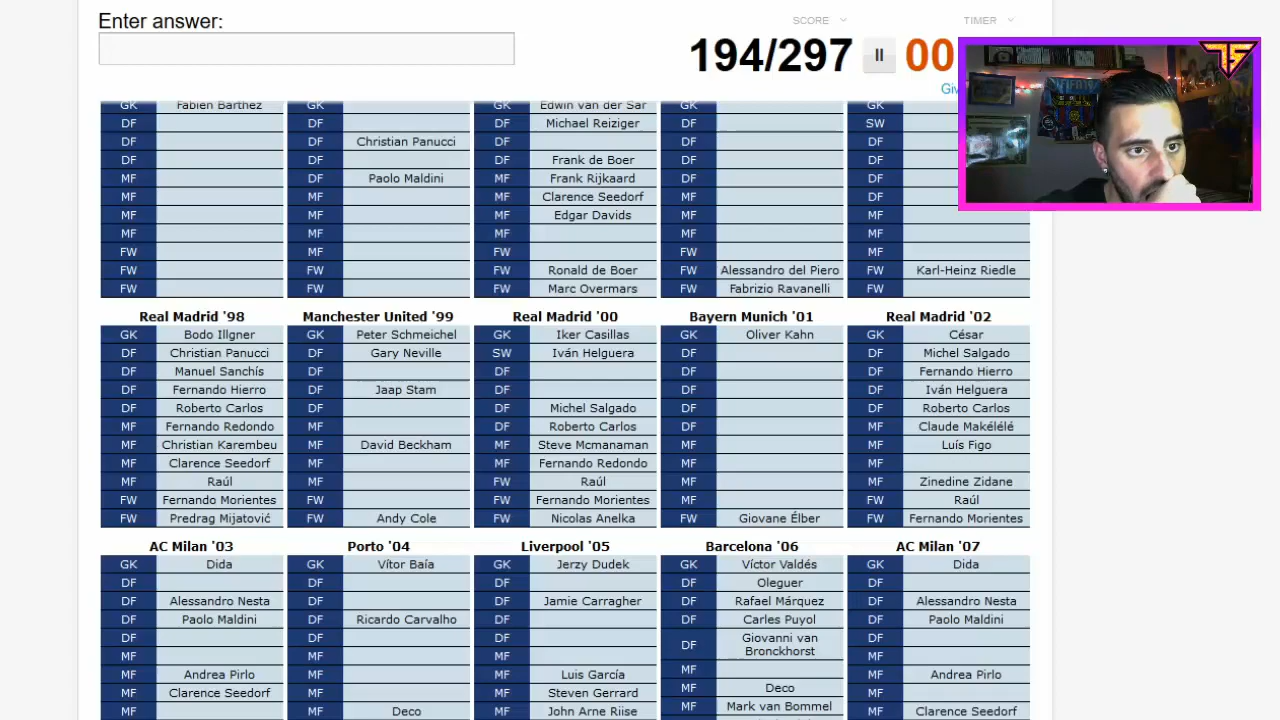 Enter answer:
SCORE
TIMER
194/297
00
GK Fabien Barthez
DF
DF
DF
MF
MF
MF
MF
FW
FW
FW
GK
DF
DF Christian Panucci
DF
DF Paolo Maldini
MF
MF
MF
MF
FW
FW
GK Edwin van der Sar
DF Michael Reiziger
DF
DF Frank de Boer
MF Frank Rijkaard
MF Clarence Seedorf
MF Edgar Davids
MF
FW
FW Ronald de Boer
FW Marc Overmars
GK
DF
DF
DF
DF
MF
MF
MF
FW
FW Alessandro del Piero
FW Fabrizio Ravanelli
GK
SW
DF
DF
DF
DF
MF
MF
MF
FW Karl-Heinz Riedle
FW
Real Madrid '98
GK Bodo Illgner
DF Christian Panucci
DF Manuel Sanchís
DF Fernando Hierro
DF Roberto Carlos
MF Fernando Redondo
MF Christian Karembeu
MF Clarence Seedorf
MF Raúl
FW Fernando Morientes
FW Predrag Mijatović
Manchester United '99
GK Peter Schmeichel
DF Gary Neville
DF
DF Jaap Stam
DF
MF
MF David Beckham
MF
MF
FW
FW Andy Cole
Real Madrid '00
GK Iker Casillas
SW Iván Helguera
DF
DF
DF Michel Salgado
DF Roberto Carlos
MF Steve Mcmanaman
MF Fernando Redondo
FW Raúl
FW Fernando Morientes
FW Nicolas Anelka
Bayern Munich '01
GK Oliver Kahn
DF
DF
DF
DF
DF
MF
MF
MF
MF
FW Giovane Élber
Real Madrid '02
GK César
DF Michel Salgado
DF Fernando Hierro
DF Iván Helguera
DF Roberto Carlos
MF Claude Makélélé
MF Luís Figo
MF
MF Zinedine Zidane
FW Raúl
FW Fernando Morientes
AC Milan '03
GK Dida
DF
DF Alessandro Nesta
DF Paolo Maldini
DF
MF
MF Andrea Pirlo
MF Clarence Seedorf
MF
Porto '04
GK Vítor Baía
DF
DF
DF Ricardo Carvalho
DF
MF
MF
MF
MF Deco
Liverpool '05
GK Jerzy Dudek
DF
DF Jamie Carragher
DF
DF
MF
MF Luis García
MF Steven Gerrard
MF John Arne Riise
Barcelona '06
GK Víctor Valdés
DF Oleguer
DF Rafael Márquez
DF Carles Puyol
DF Giovanni van
Bronckhorst
MF
MF Deco
MF Mark van Bommel
AC Milan '07
GK Dida
DF
DF Alessandro Nesta
DF Paolo Maldini
DF
MF
MF Andrea Pirlo
MF
MF Clarence Seedorf